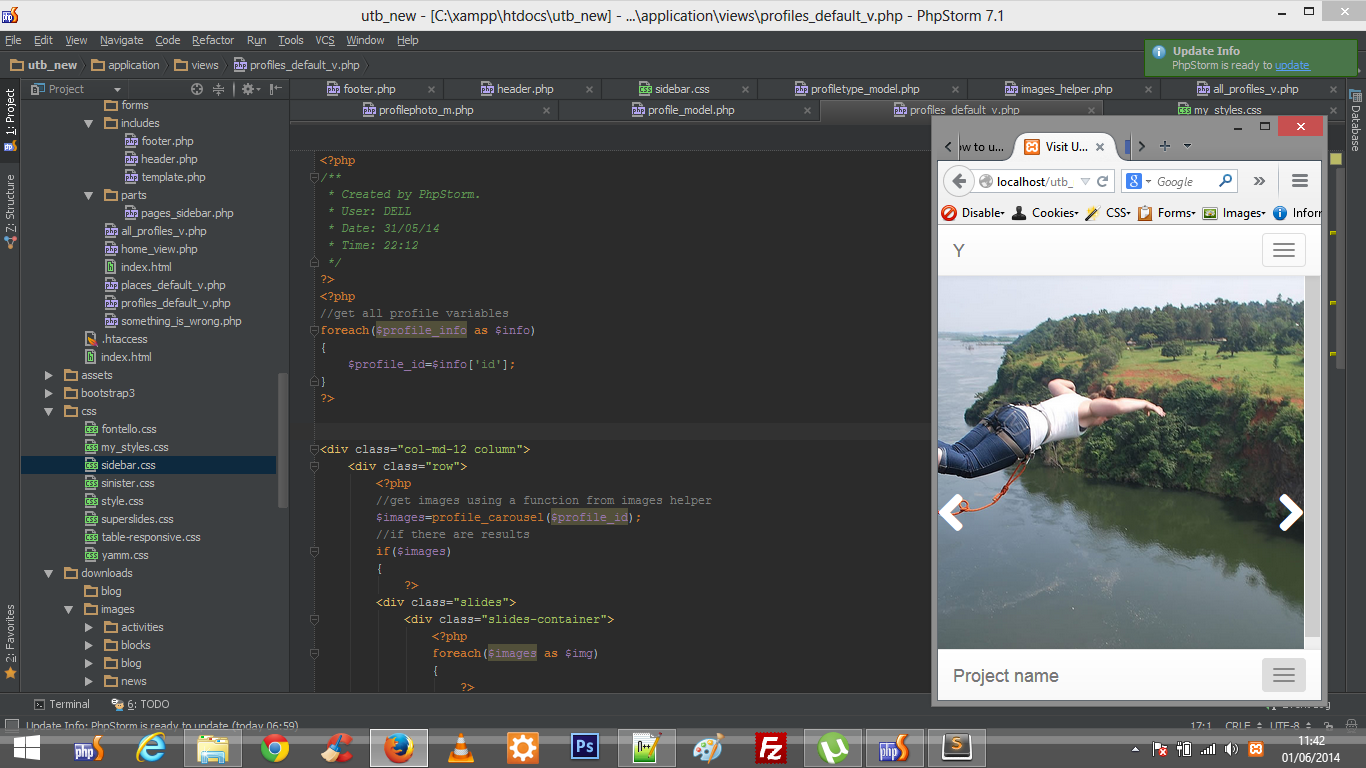 utb_new - [C:\xampp\htdocs\utb_new] - ...\application\views\profiles_default_v.php - PhpStorm 7.1
File Edit View Navigate Code Refactor Run Tools VCS Window Help
utb_new application views profiles_default_v.php
Update Info
PhpStorm is ready to update
Project
footer.php header.php sidebar.css profiletype_model.php images_helper.php all_profiles_v.php
profilephoto_m.php profile_model.php profiles_default_v.php my_styles.css
1: Project
Z: Structure
2: Favorites
Database
forms
includes
footer.php
header.php
template.php
parts
pages_sidebar.php
all_profiles_v.php
home_view.php
index.html
places_default_v.php
profiles_default_v.php
something_is_wrong.php
.htaccess
index.html
assets
bootstrap3
css
fontello.css
my_styles.css
sidebar.css
sinister.css
style.css
superslides.css
table-responsive.css
yamm.css
downloads
blog
images
activities
blocks
blog
news
<?php
/**
* Created by PhpStorm.
* User: DELL
* Date: 31/05/14
* Time: 22:12
*/
?>
<?php
//get all profile variables
foreach($profile_info as $info)
{
$profile_id=$info['id'];
}
?>
<div class="col-md-12 column">
<div class="row">
<?php
//get images using a function from images helper
$images=profile_carousel($profile_id);
//if there are results
if($images)
{
?>
<div class="slides">
<div class="slides-container">
<?php
foreach($images as $img)
{
?>
ow to u... Visit U...
localhost/utb_ Google
Disable Cookies CSS Forms Images Inforr
Y
Project name
Terminal 6: TODO
Update Info: PhpStorm is ready to update (today 06:59) 17:1 CRLF UTF-8
php Ps n++ Fz php S
11:42
01/06/2014